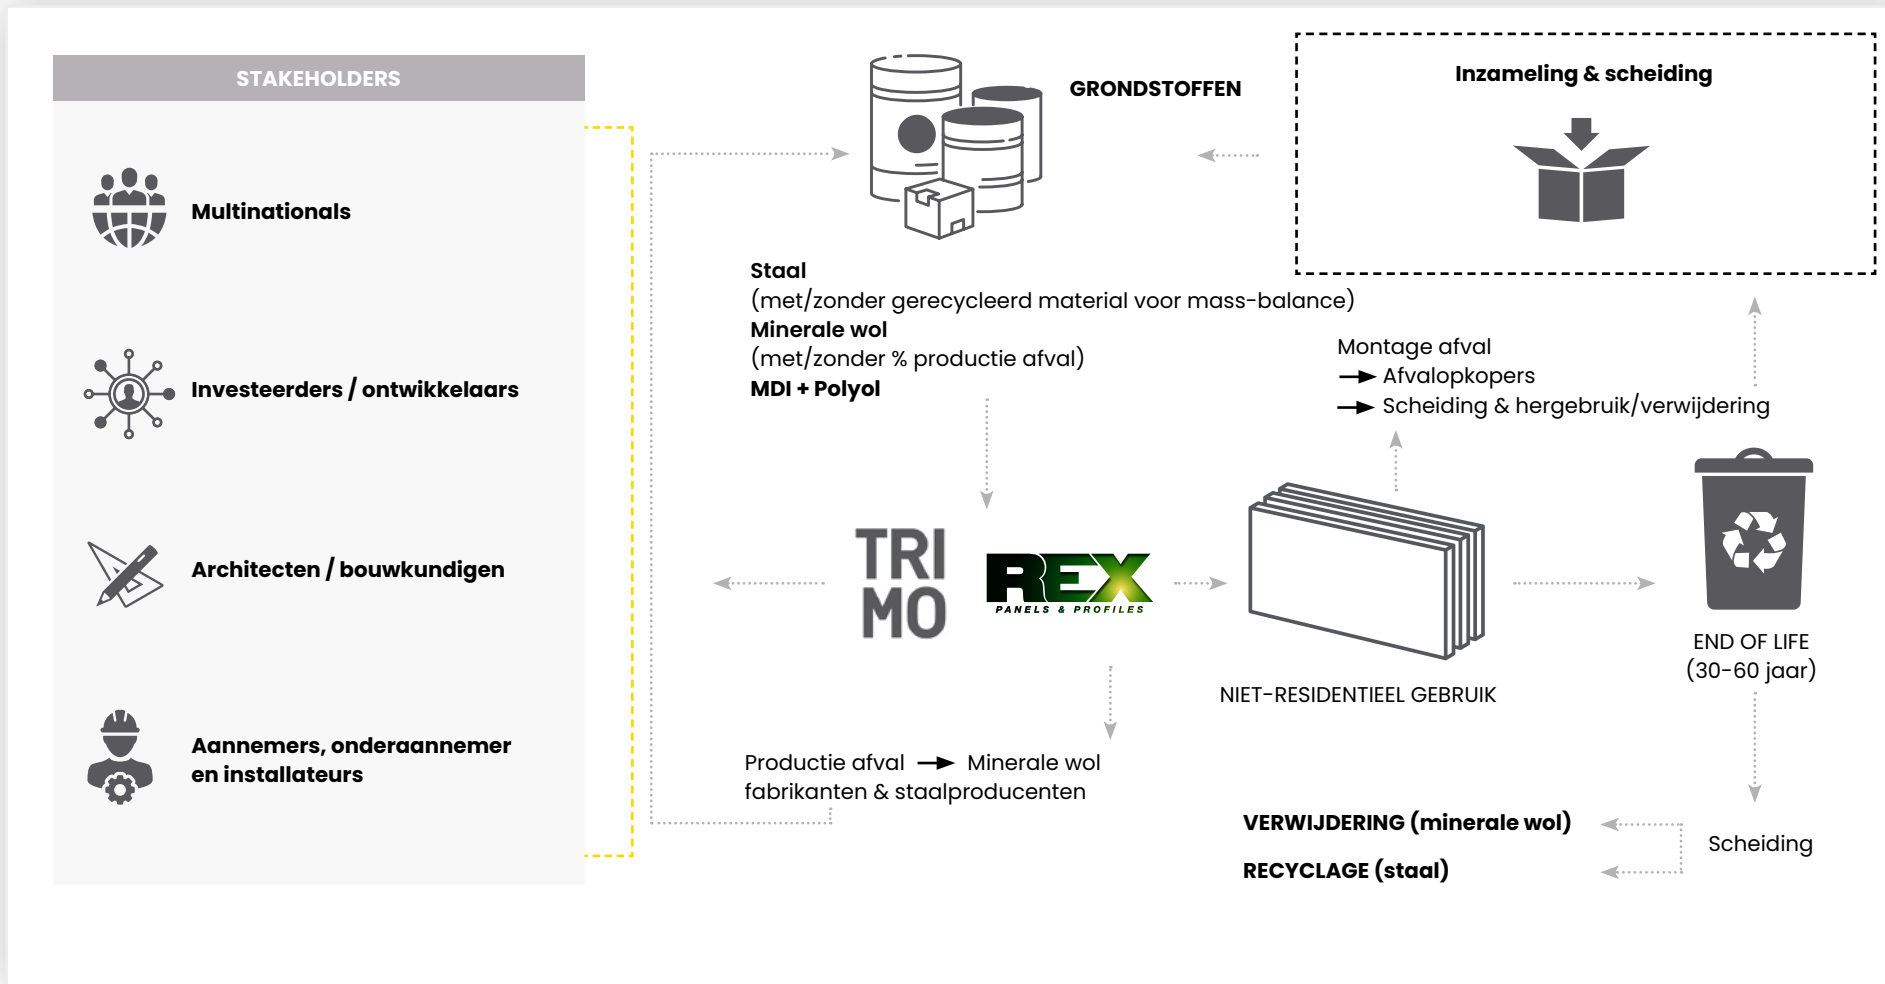 STAKEHOLDERS
Multinationals
Investeerders / ontwikkelaars
Architecten / bouwkundigen
Aannemers, onderaannemer
en installateurs
GRONDSTOFFEN
Staal
(met/zonder gerecycleerd material voor mass-balance)
Minerale wol
(met/zonder % productie afval)
MDI + Polyol
Inzameling & scheiding
Montage afval
Afvalopkopers
Scheiding & hergebruik/verwijdering
TRI
MO
REX
PANELS & PROFILES
NIET-RESIDENTIEEL GEBRUIK
END OF LIFE
(30-60 jaar)
Productie afval → Minerale wol
fabrikanten & staalproducenten
VERWIJDERING (minerale wol)
RECYCLAGE (staal)
Scheiding